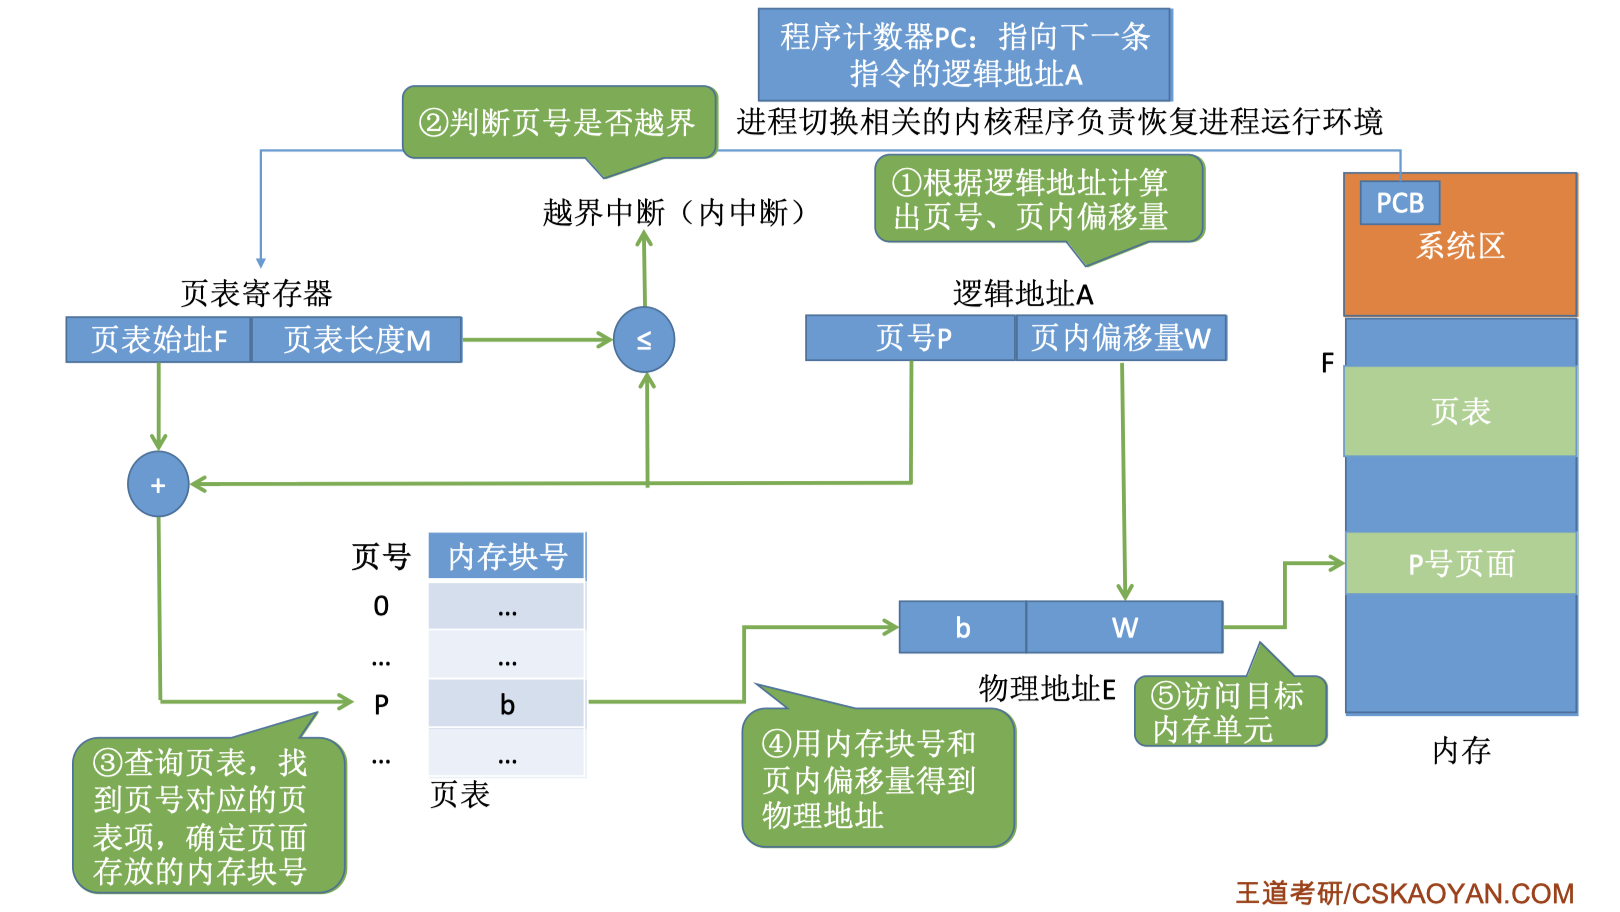 程序计数器PC：指向下一条
指令的逻辑地址A
②判断页号是否越界
进程切换相关的内核程序负责恢复进程运行环境
①根据逻辑地址计算
出页号、页内偏移量
PCB
系统区
越界中断（内中断）
页表寄存器
逻辑地址A
页表始址F
页表长度M
≤
页号P
页内偏移量W
F
页表
+
页号
内存块号
P号页面
0
...
...
...
b
W
P
b
物理地址E
⑤访问目标
内存单元
③查询页表，找
到页号对应的页
表项，确定页面
存放的内存块号
...
...
页表
④用内存块号和
页内偏移量得到
物理地址
内存
王道考研/CSKAOYAN.COM